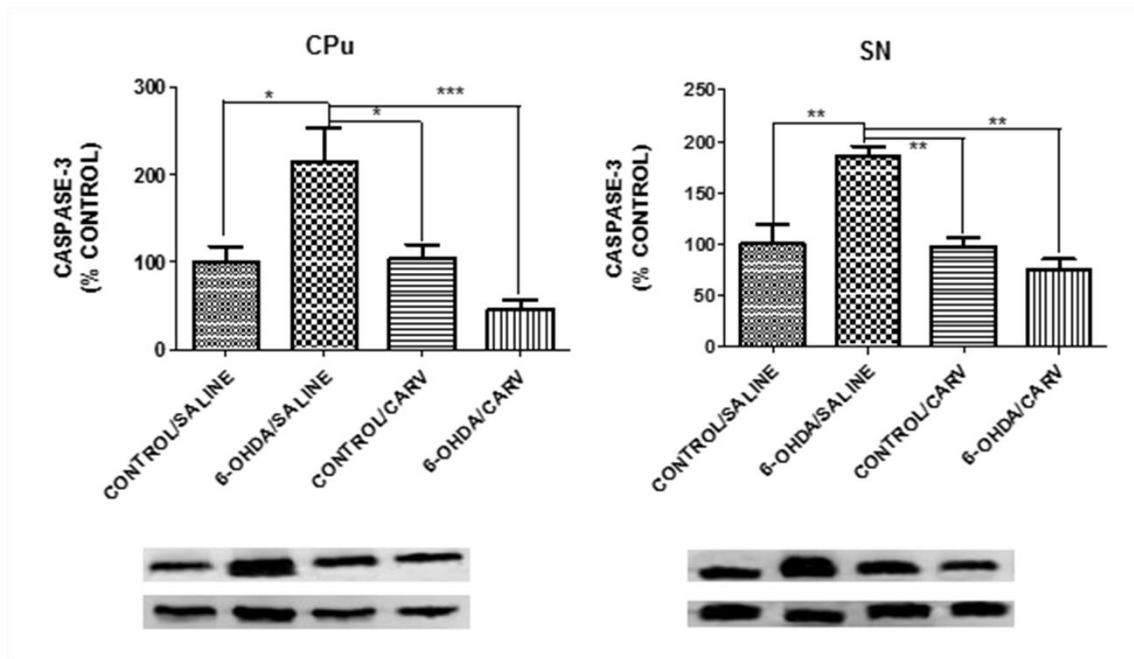 CPu
300
200
100
0
CASPASE-3
(% CONTROL)
*
***
*
CONTROL/SALINE
6-OHDA/SALINE
CONTROL/CARV
6-OHDA/CARV
SN
250
200
150
100
50
0
CASPASE-3
(% CONTROL)
**
**
**
CONTROL/SALINE
6-OHDA/SALINE
CONTROL/CARV
6-OHDA/CARV